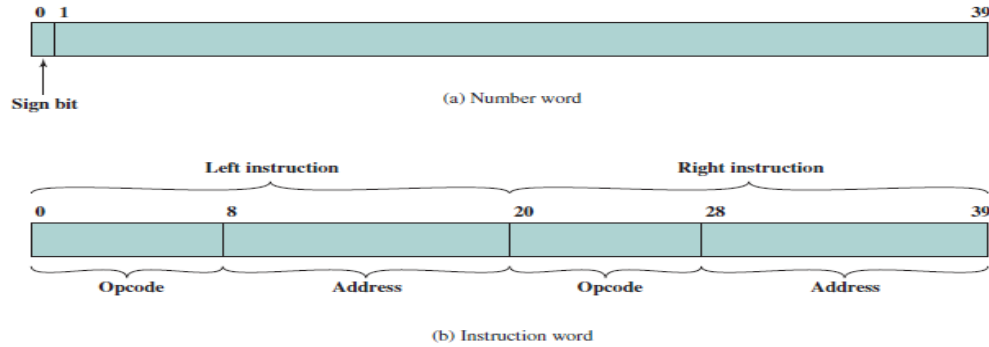 0 1 39
Sign bit
(a) Number word
Left instruction Right instruction
0 8 20 28 39
Opcode Address Opcode Address
(b) Instruction word